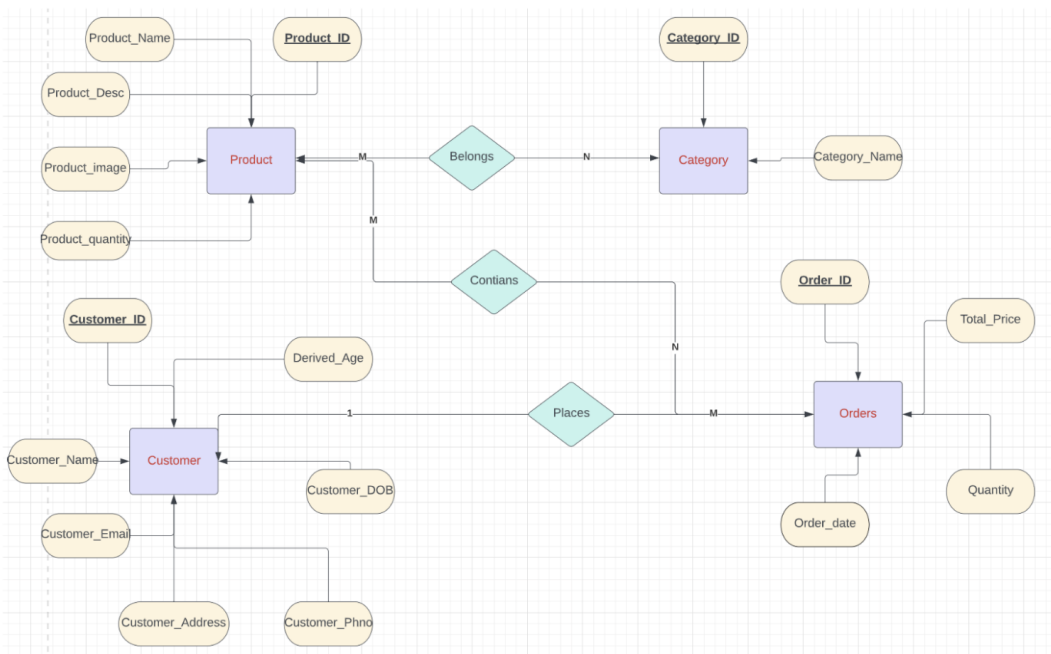 Product_Name
Product_ID
Category_ID
Product_Desc
Product_image
Product
M
Belongs
N
Category
Category_Name
Product_quantity
M
Contians
Order_ID
Customer_ID
Total_Price
N
Derived_Age
1
Places
M
Orders
Customer_Name
Customer
Customer_DOB
Quantity
Customer_Email
Order_date
Customer_Address
Customer_Phno